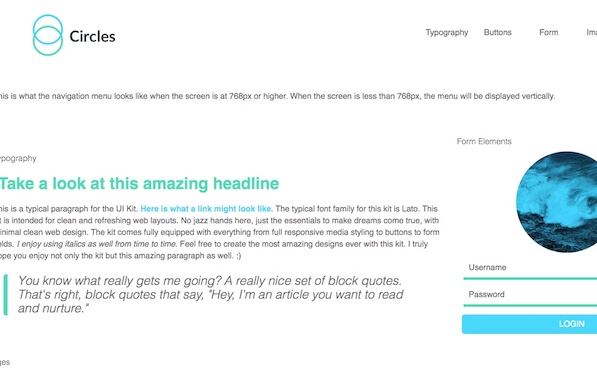 Circles
Typography Buttons Form Ima
his is what the navigation menu looks like when the screen is at 768px or higher. When the screen is less than 768px, the menu will be displayed vertically.
Form Elements
ypography
Take a look at this amazing headline
his is a typical paragraph for the UI Kit. Here is what a link might look like. The typical font family for this kit is Lato. This
it is intended for clean and refreshing web layouts. No jazz hands here, just the essentials to make dreams come true, with
inimal clean web design. The kit comes fully equipped with everything from full responsive media styling to buttons to form
elds. I enjoy using italics as well from time to time. Feel free to create the most amazing designs ever with this kit. I truly
ope you enjoy not only the kit but this amazing paragraph as well. :)
You know what really gets me going? A really nice set of block quotes.
That's right, block quotes that say, "Hey, I'm an article you want to read
and nurture."
Username
Password
LOGIN
ges